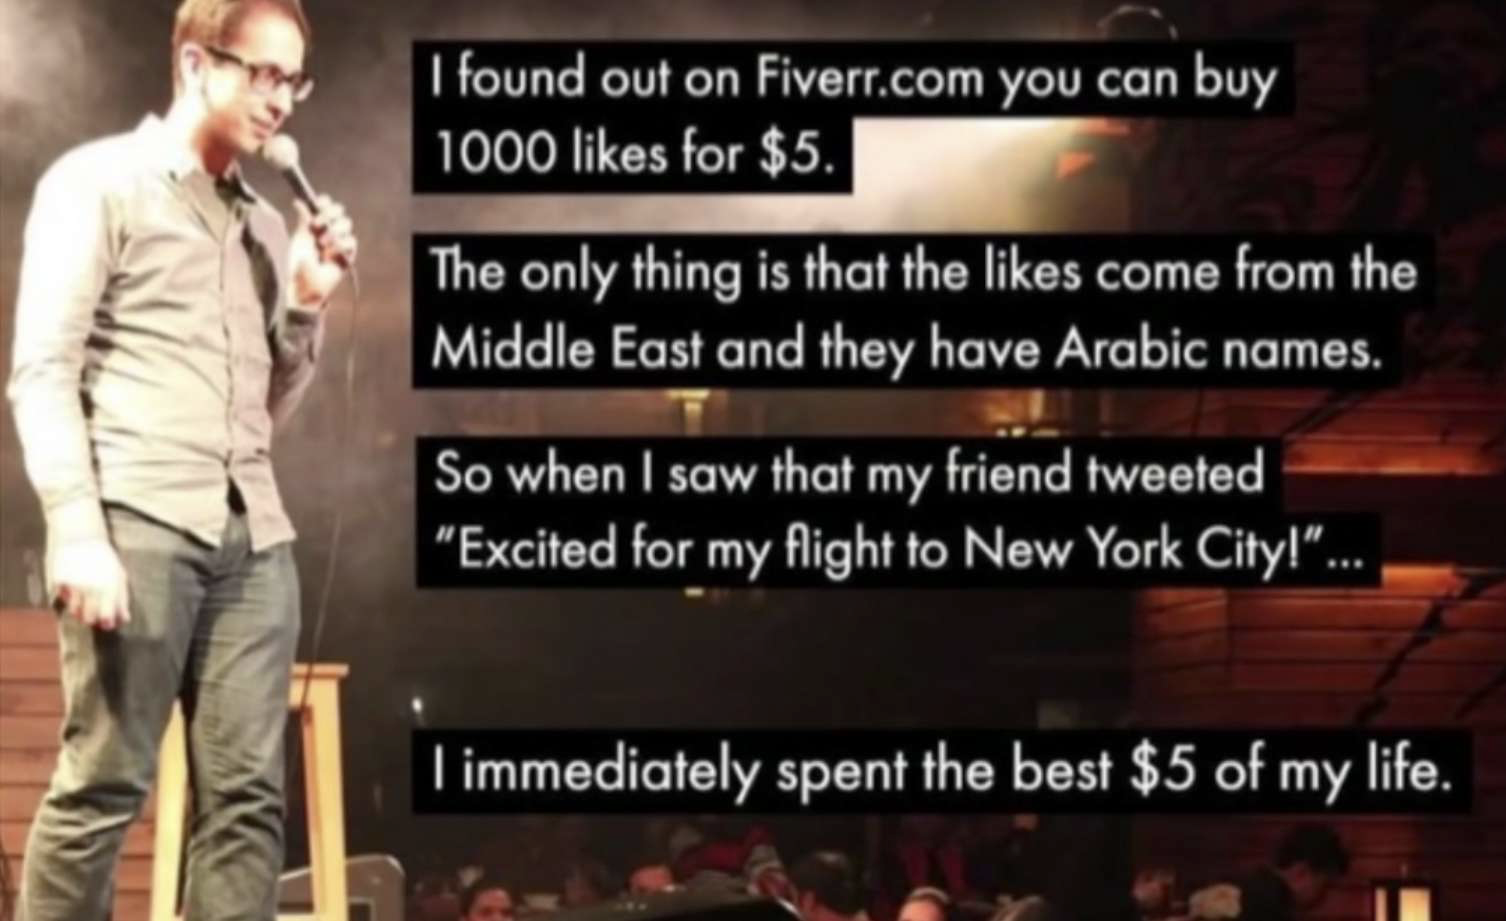 I found out on Fiverr.com you can buy
1000 likes for $5.
The only thing is that the likes come from the
Middle East and they have Arabic names.
So when I saw that my friend tweeted
"Excited for my flight to New York City!"...
I immediately spent the best $5 of my life.